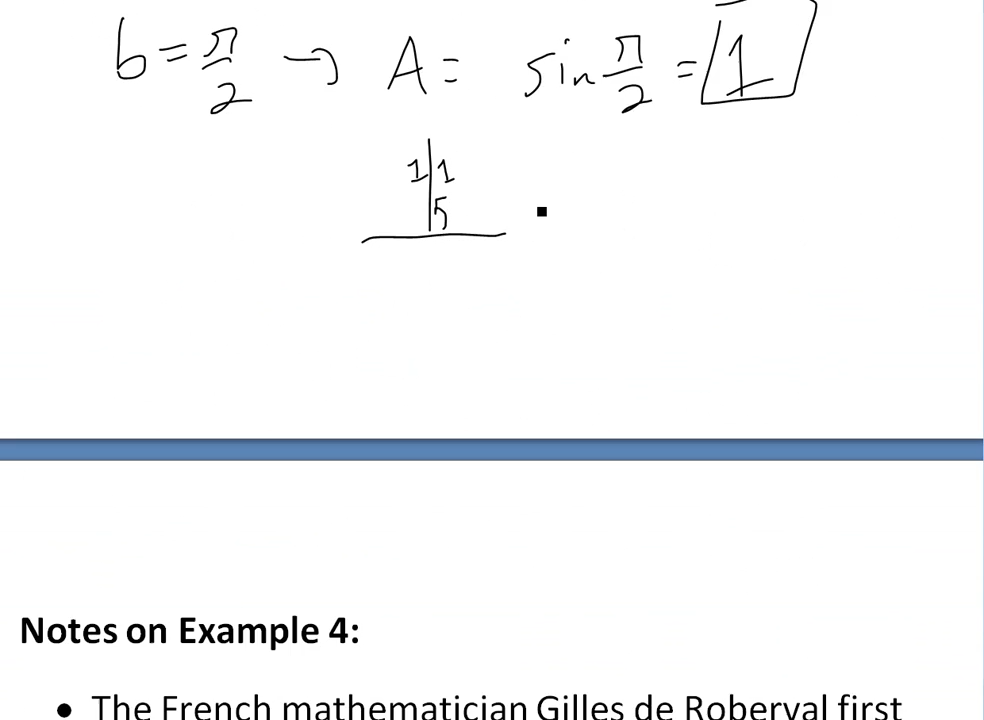 b = π/2 → A = sin π/2 = 1
1|1
5
Notes on Example 4:
• The French mathematician Gilles de Roberval first